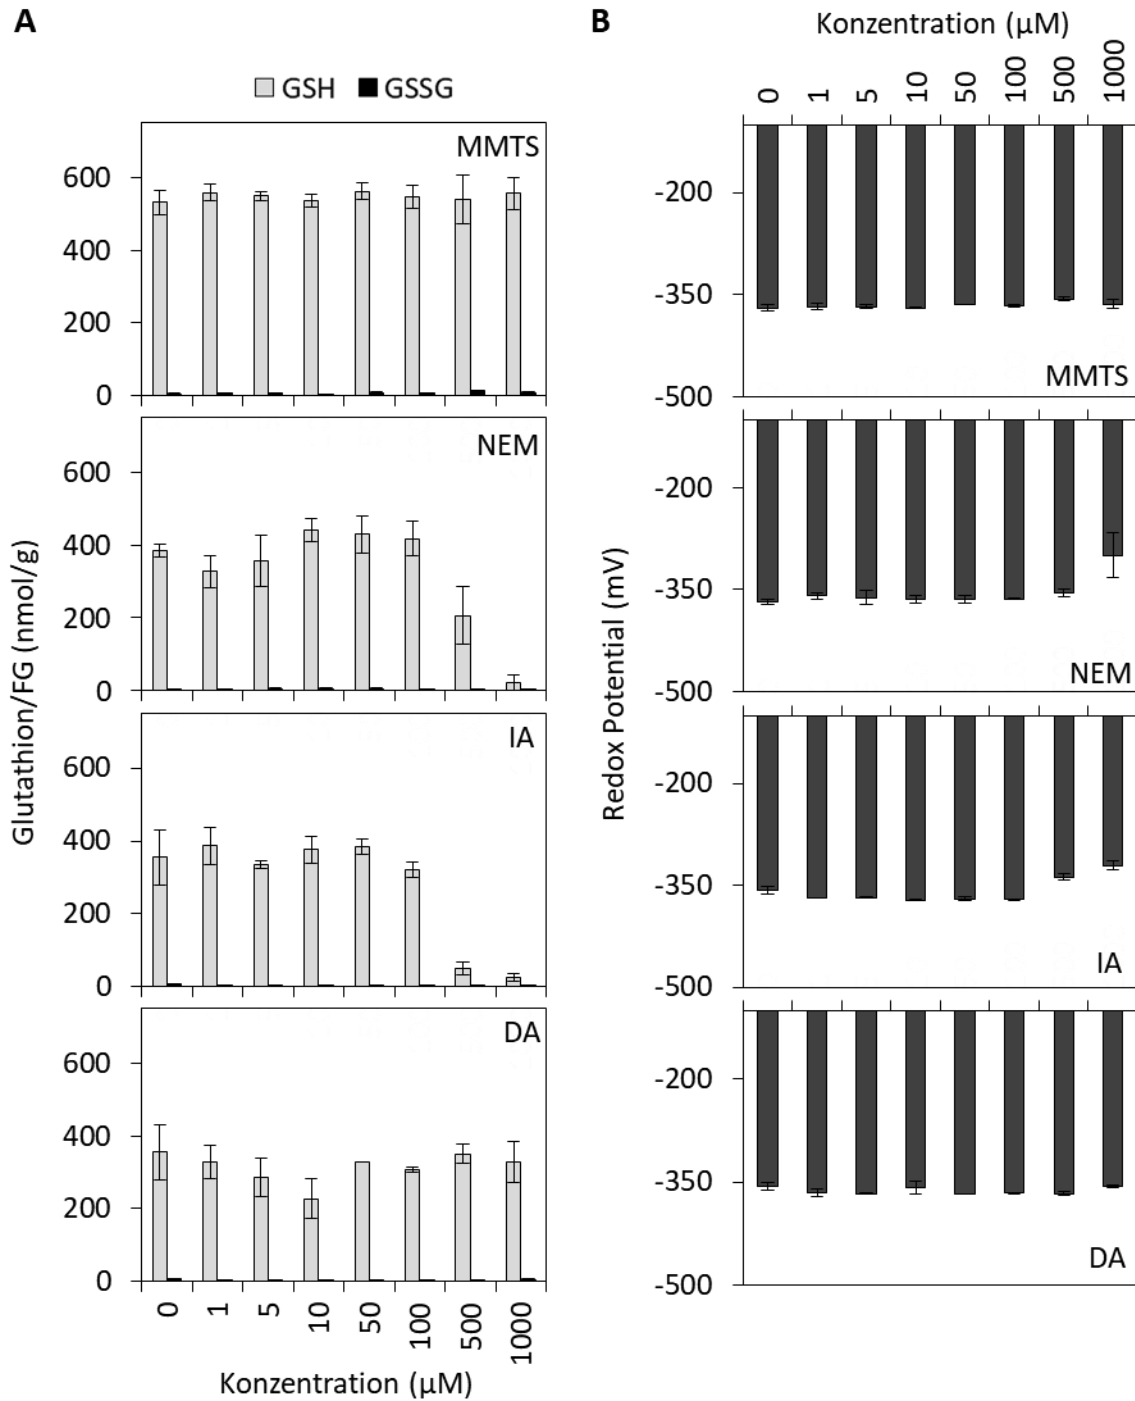 A
GSH GSSG
MMTS
600
400
200
0
NEM
600
400
200
0
IA
600
400
200
0
DA
600
400
200
0
0 1 5 10 50 100 500 1000
Konzentration (µM)
Glutathion/FG (nmol/g)
B
Konzentration (µM)
0 1 5 10 50 100 500 1000
-200
-350
-500
MMTS
-200
-350
-500
NEM
-200
-350
-500
IA
-200
-350
-500
DA
Redox Potential (mV)